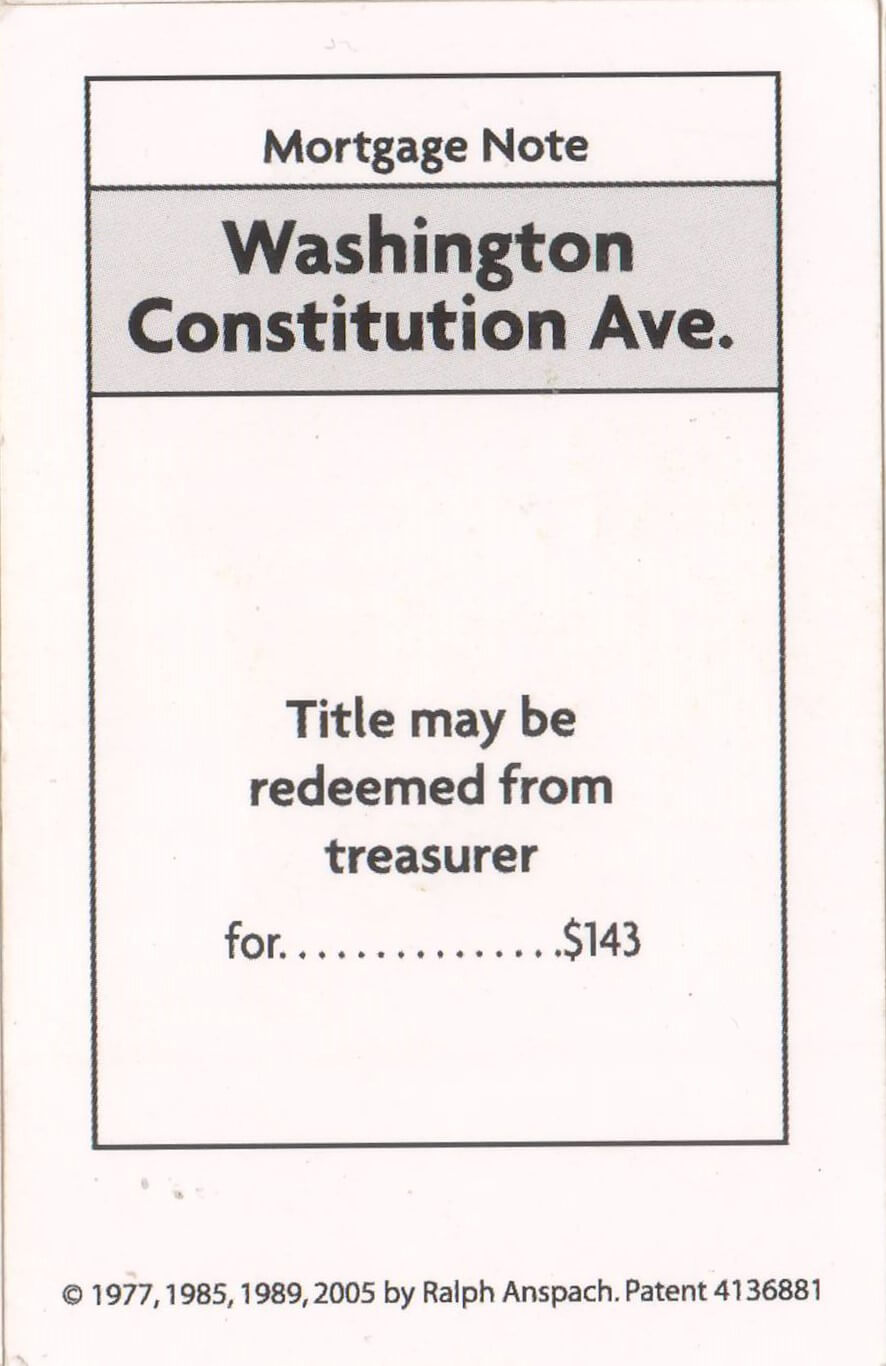 Mortgage Note
Washington
Constitution Ave.
Title may be
redeemed from
treasurer
for. . . . . . . . . . . . . . .$143
© 1977, 1985, 1989, 2005 by Ralph Anspach. Patent 4136881